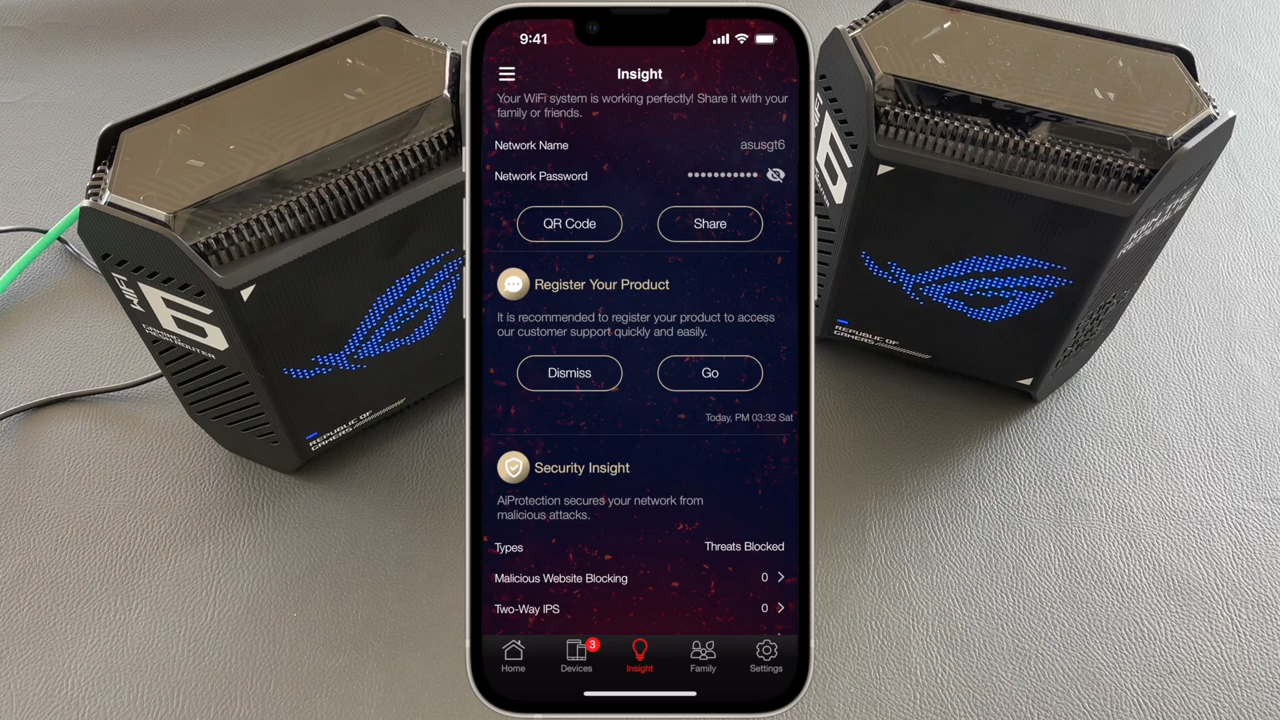 9:41
Insight
Your WiFi system is working perfectly! Share it with your
family or friends.
Network Name asusgt6
Network Password ●●●●●●●●●●●
QR Code Share
Register Your Product
It is recommended to register your product to access
our customer support quickly and easily.
Dismiss Go
Today, PM 03:32 Sat
Security Insight
AiProtection secures your network from
malicious attacks.
Types Threats Blocked
Malicious Website Blocking 0
Two-Way IPS 0
3
Home Devices Insight Family Settings
WIFI
6
GAMING
MESH ROUTER
REPUBLIC OF
GAMERS
6
REPUBLIC OF
GAMERS